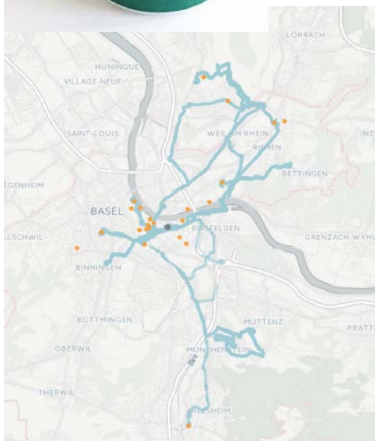 LÖRRACH
HUNINGUE
VILLAGE-NEUF
SAINT-LOUIS
WEIL AM RHEIN
RIEHEN
BETTINGEN
BASEL
BIRSFELDEN
GRENZACH-WYHL
BINNINGEN
BOTTMINGEN
MUTTENZ
OBERWIL
MÜNCHENSTEIN
Birs
THERWIL